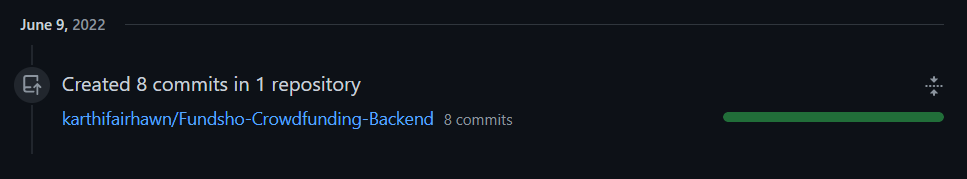 June 9, 2022
Created 8 commits in 1 repository
karthifairhawn/Fundsho-Crowdfunding-Backend 8 commits